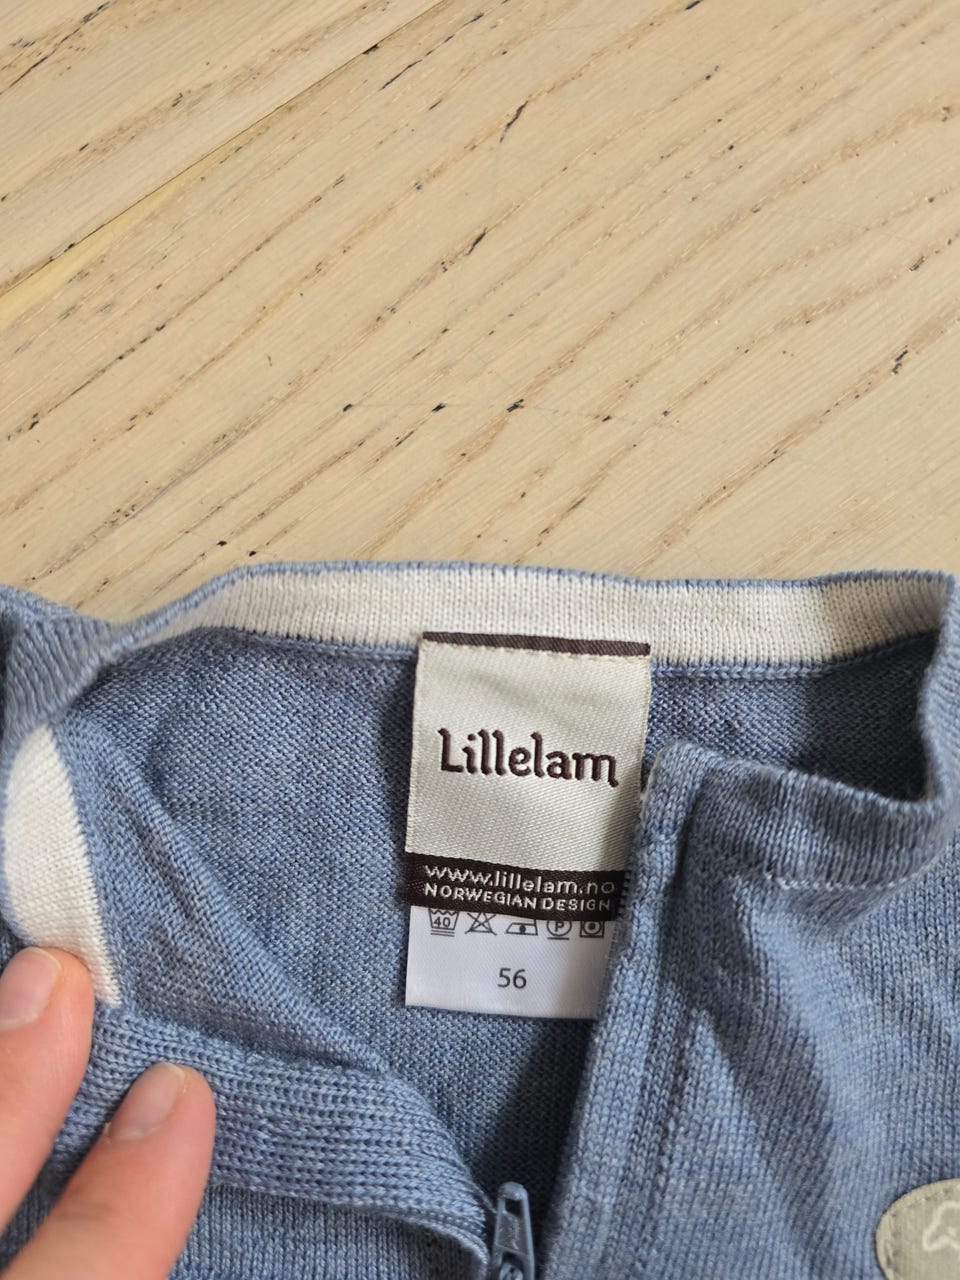 Lillelam
www.lillelam.no
NORWEGIAN DESIGN
40 P
56